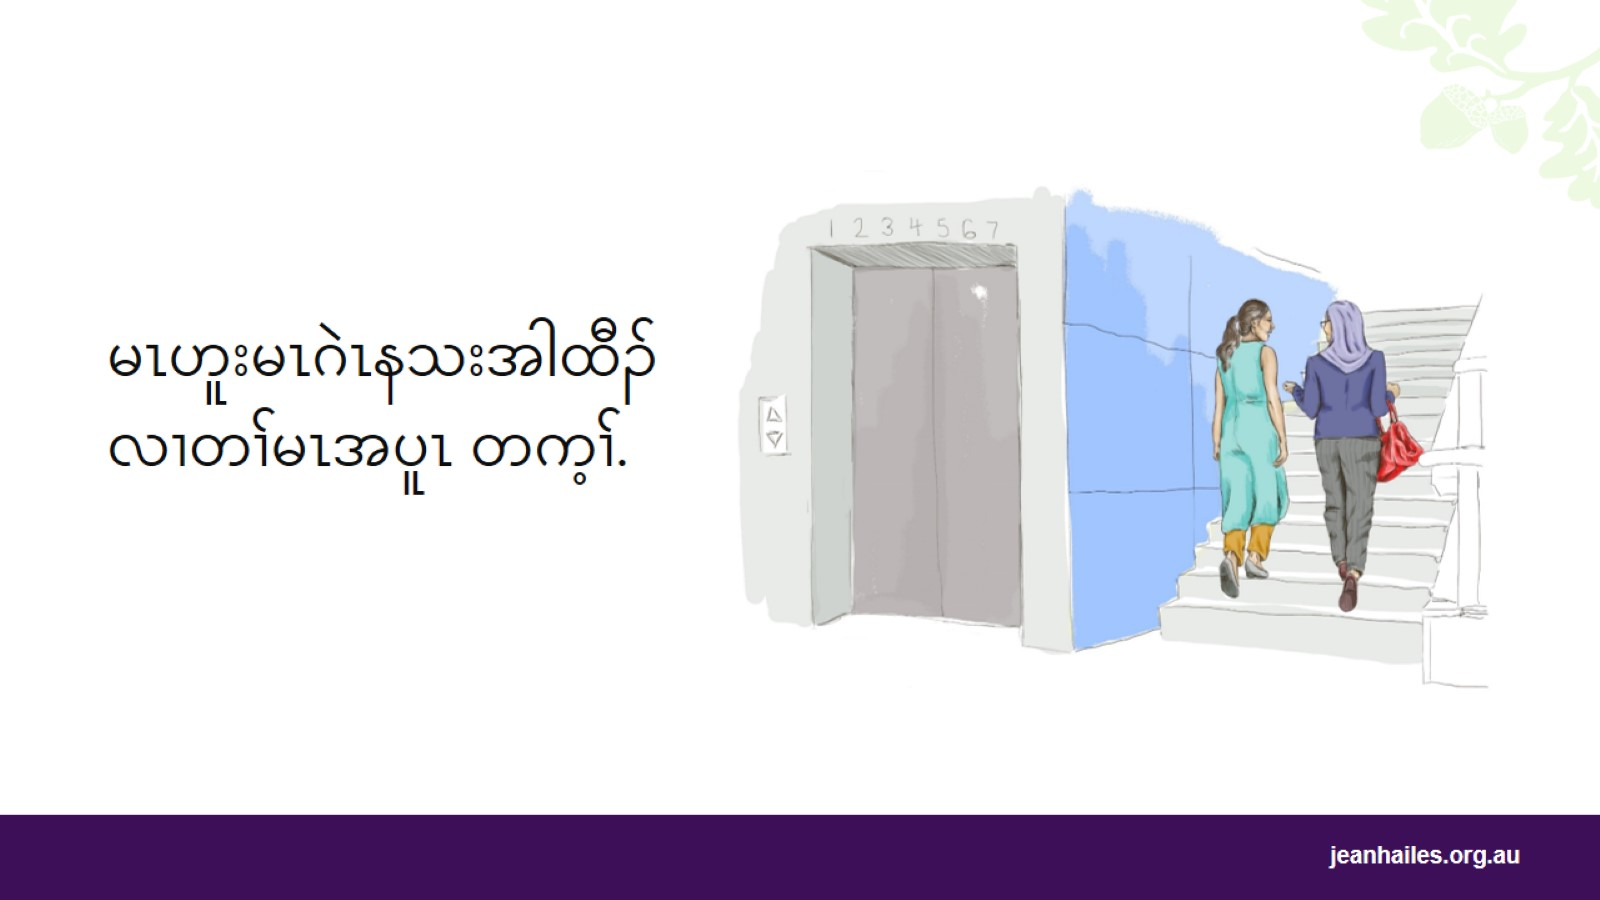 မၤဟူးမၤဂဲၤနသးအါထီၣ်
လၢတၢ်မၤအပူၤ တက့ၢ်.
1 2 3 4 5 6 7
jeanhailes.org.au